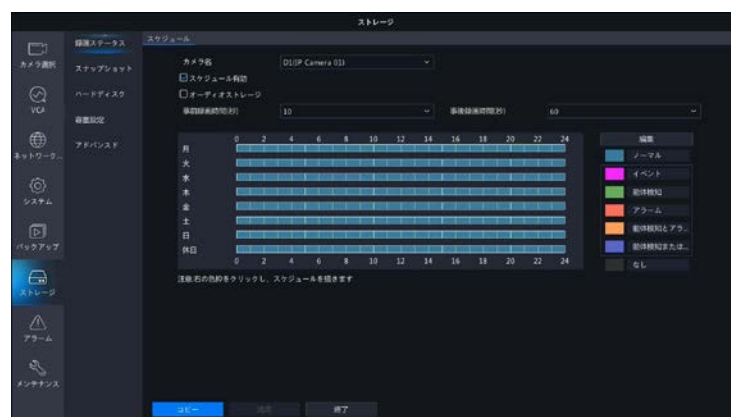 ストレージ
カメラ選択
VCA
ネットワーク...
システム
バックアップ
ストレージ
アラーム
メンテナンス
録画ステータス
スナップショット
ハードディスク
容量設定
アドバンスド
スケジュール
カメラ名 D1(IP Camera 01)
スケジュール有効
オーディオストレージ
事前録画時間(秒) 10 事後録画時間(秒) 60
0 2 4 6 8 10 12 14 16 18 20 22 24
月
火
水
木
金
土
日
休日
0 2 4 6 8 10 12 14 16 18 20 22 24
編集
ノーマル
イベント
動体検知
アラーム
動体検知とアラ...
動体検知または...
なし
注意:右の色枠をクリックし、スケジュールを描きます
コピー 適用 終了